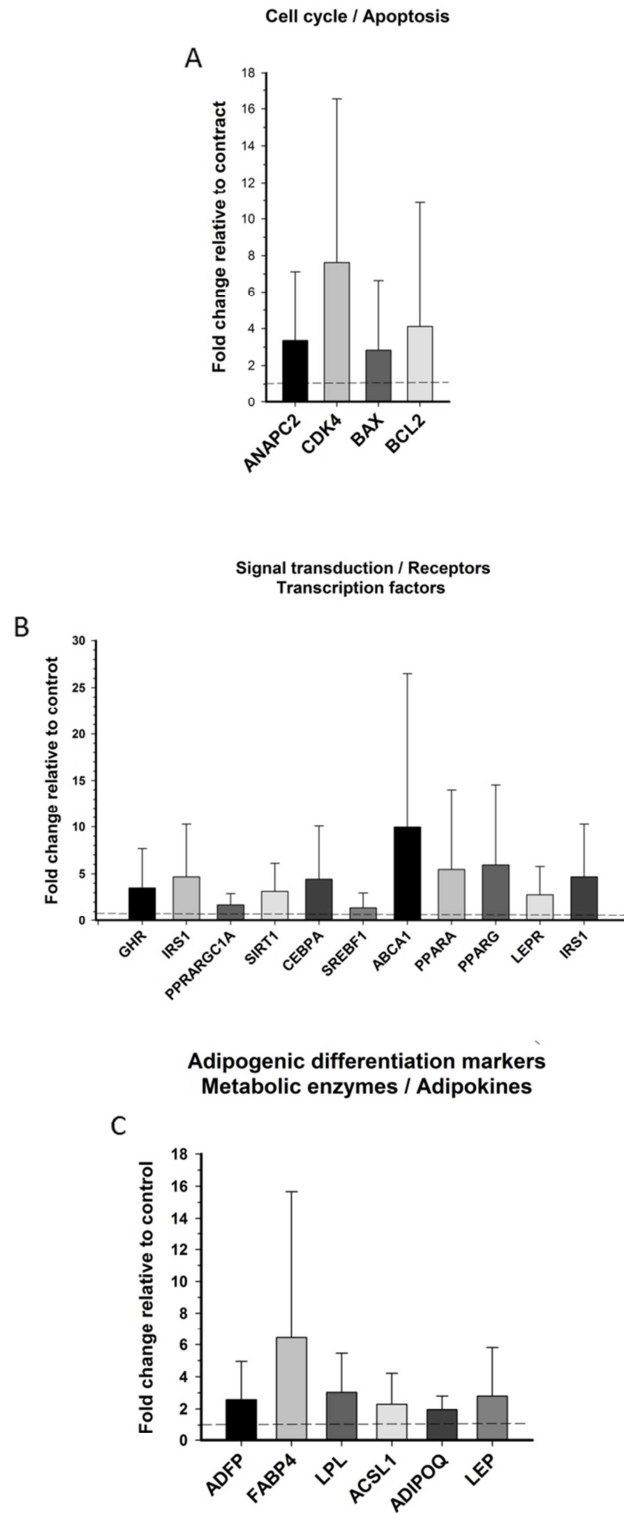 Cell cycle / Apoptosis
A
Fold change relative to contract
18
16
14
12
10
8
6
4
2
0
ANAPC2
CDK4
BAX
BCL2
Signal transduction / Receptors
Transcription factors
B
Fold change relative to controt
30
25
20
15
10
5
0
GHR
IRS1
PPRARGC1A
SIRT1
CEBPA
SREBF1
ABCA1
PPARA
PPARG
LEPR
IRS1
Adipogenic differentiation markers
Metabolic enzymes / Adipokines
C
Fold change relative to control
18
16
14
12
10
8
6
4
2
0
ADFP
FABP4
LPL
ACSL1
ADIPOQ
LEP